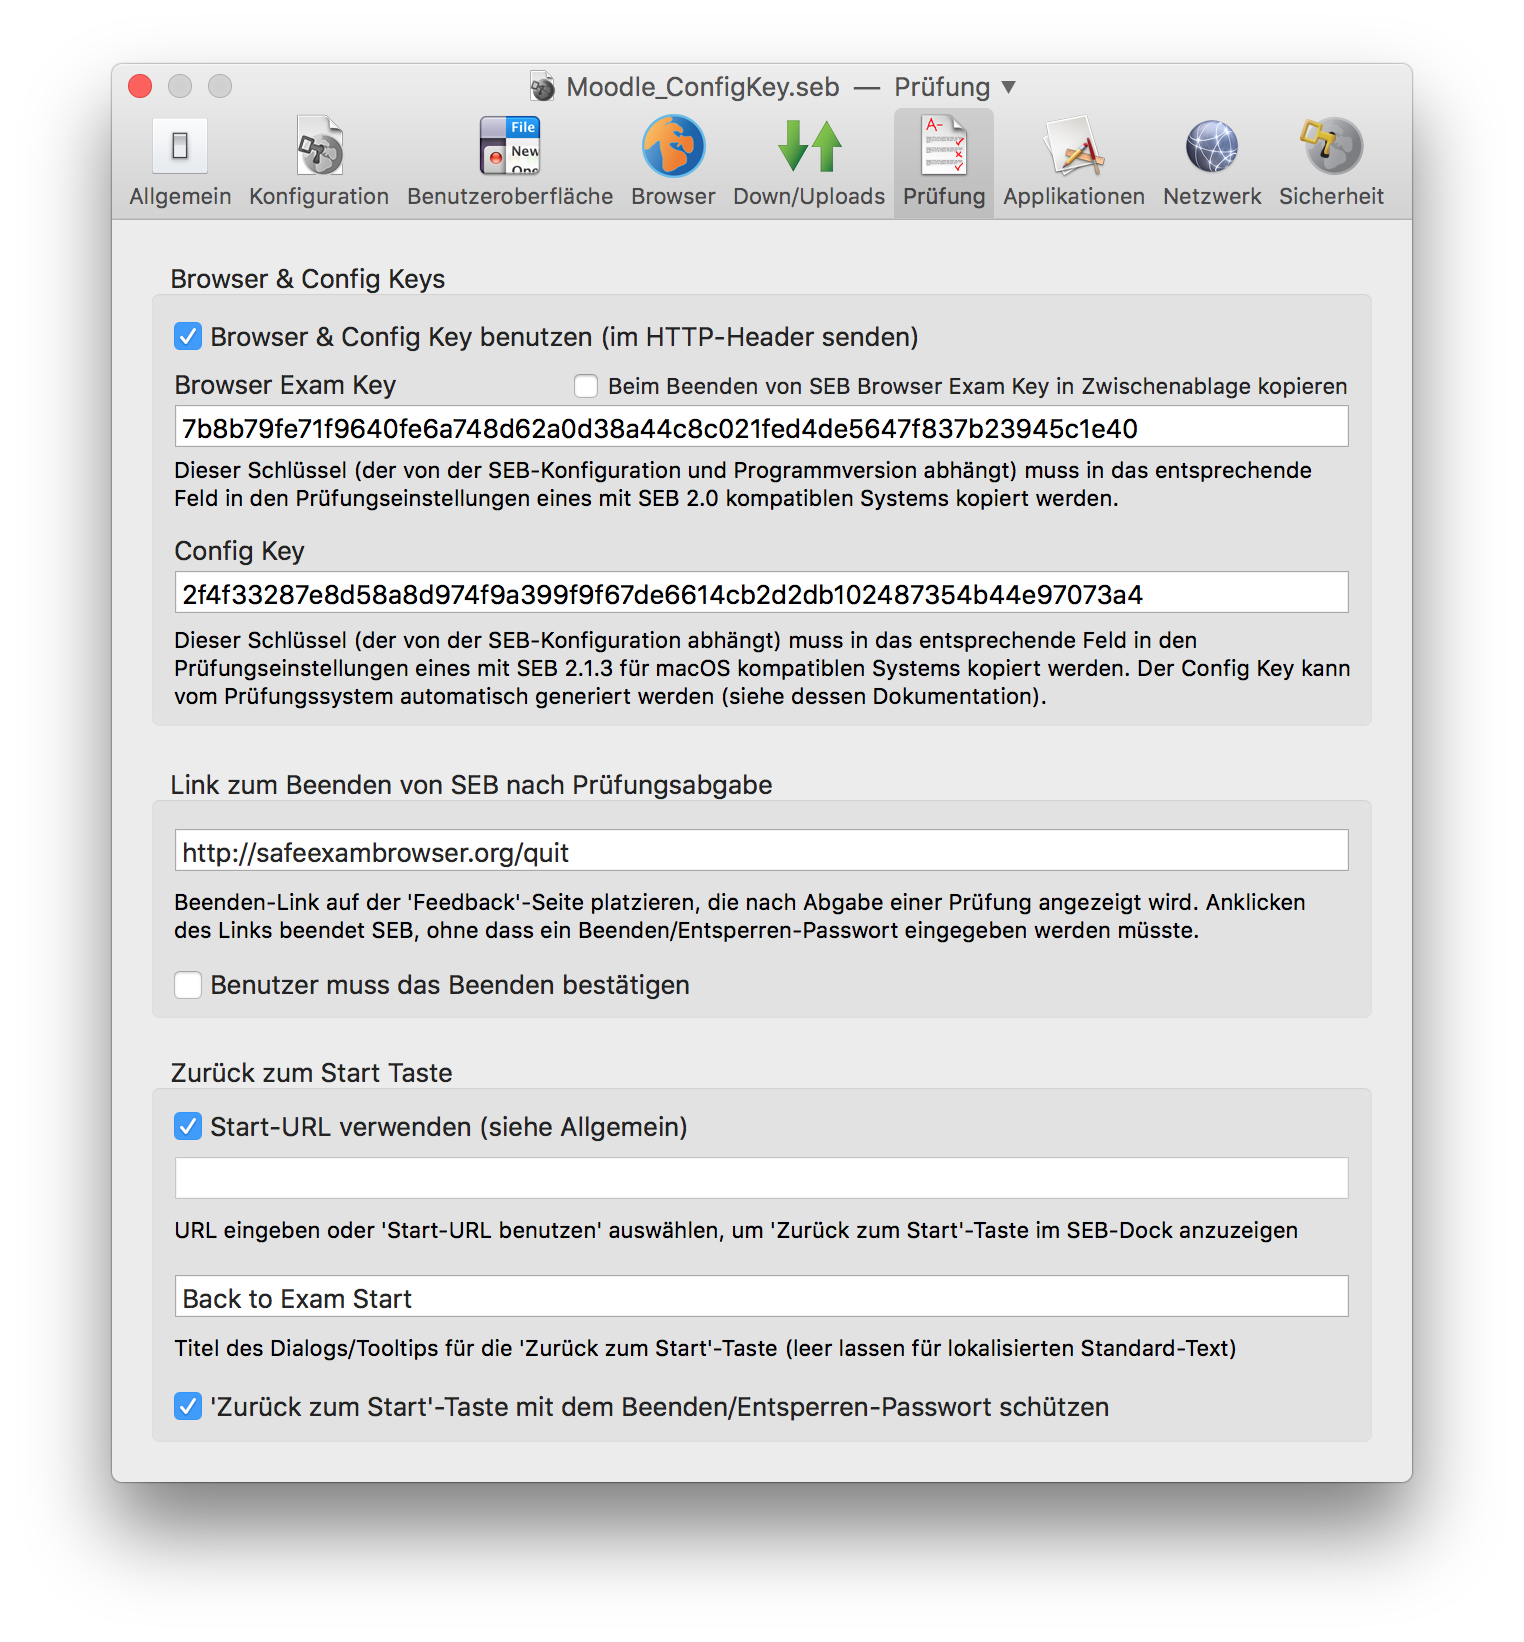 Moodle_ConfigKey.seb — Prüfung ▼
File
New
Allgemein Konfiguration Benutzeroberfläche Browser Down/Uploads Prüfung Applikationen Netzwerk Sicherheit
Browser & Config Keys
Browser & Config Key benutzen (im HTTP-Header senden)
Browser Exam Key
Beim Beenden von SEB Browser Exam Key in Zwischenablage kopieren
7b8b79fe71f9640fe6a748d62a0d38a44c8c021fed4de5647f837b23945c1e40
Dieser Schlüssel (der von der SEB-Konfiguration und Programmversion abhängt) muss in das entsprechende
Feld in den Prüfungseinstellungen eines mit SEB 2.0 kompatiblen Systems kopiert werden.
Config Key
2f4f33287e8d58a8d974f9a399f9f67de6614cb2d2db102487354b44e97073a4
Dieser Schlüssel (der von der SEB-Konfiguration abhängt) muss in das entsprechende Feld in den
Prüfungseinstellungen eines mit SEB 2.1.3 für macOS kompatiblen Systems kopiert werden. Der Config Key kann
vom Prüfungssystem automatisch generiert werden (siehe dessen Dokumentation).
Link zum Beenden von SEB nach Prüfungsabgabe
http://safeexambrowser.org/quit
Beenden-Link auf der 'Feedback'-Seite platzieren, die nach Abgabe einer Prüfung angezeigt wird. Anklicken
des Links beendet SEB, ohne dass ein Beenden/Entsperren-Passwort eingegeben werden müsste.
Benutzer muss das Beenden bestätigen
Zurück zum Start Taste
Start-URL verwenden (siehe Allgemein)
URL eingeben oder 'Start-URL benutzen' auswählen, um 'Zurück zum Start'-Taste im SEB-Dock anzuzeigen
Back to Exam Start
Titel des Dialogs/Tooltips für die 'Zurück zum Start'-Taste (leer lassen für lokalisierten Standard-Text)
'Zurück zum Start'-Taste mit dem Beenden/Entsperren-Passwort schützen